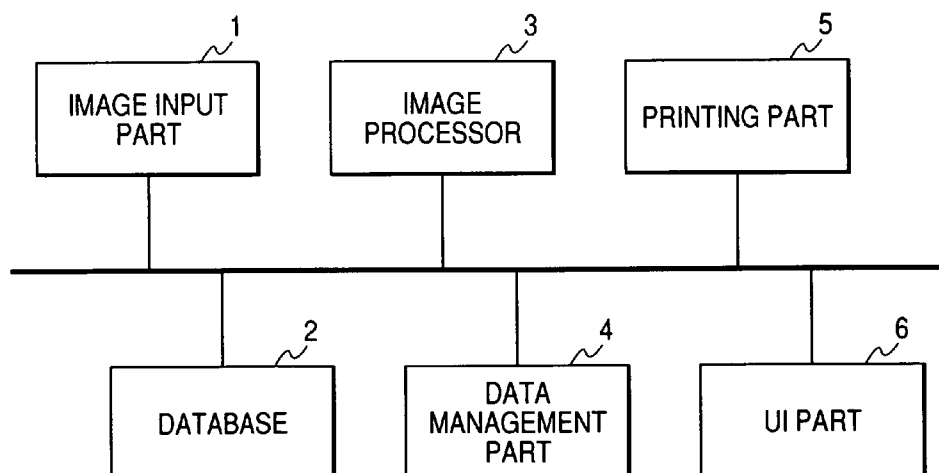 1
IMAGE INPUT
PART
3
IMAGE
PROCESSOR
5
PRINTING PART
2
DATABASE
4
DATA
MANAGEMENT
PART
6
UI PART